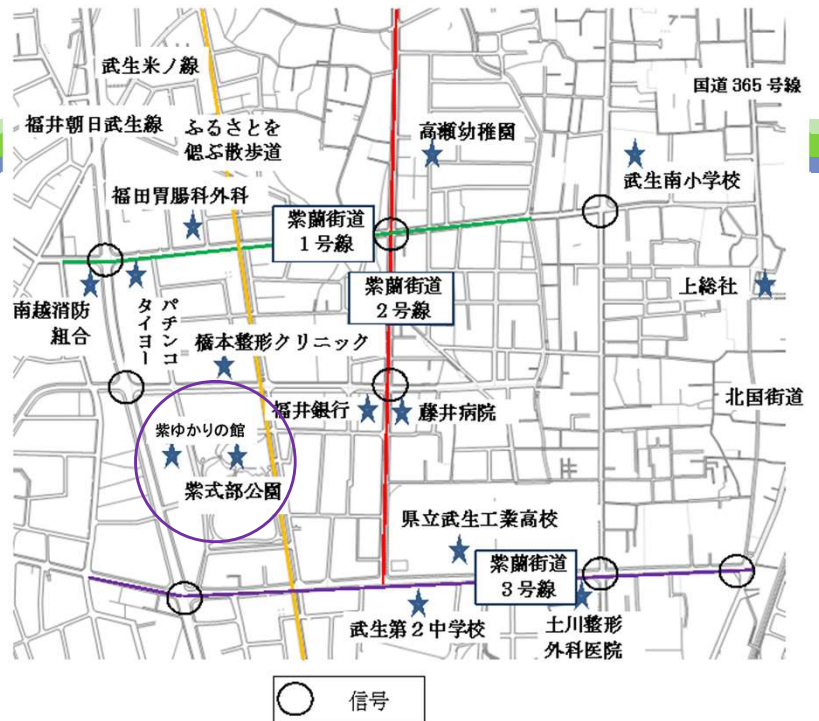 武生米ノ線
国道365号線
福井朝日武生線
ふるさとを
偲ぶ散歩道
高瀬幼稚園
武生南小学校
福田胃腸科外科
紫蘭街道
1号線
南越消防
組合
パチンコ
タイヨー
紫蘭街道
2号線
上総社
橋本整形クリニック
福井銀行
藤井病院
北国街道
紫ゆかりの館
紫式部公園
県立武生工業高校
紫蘭街道
3号線
武生第2中学校
土川整形
外科医院
信号